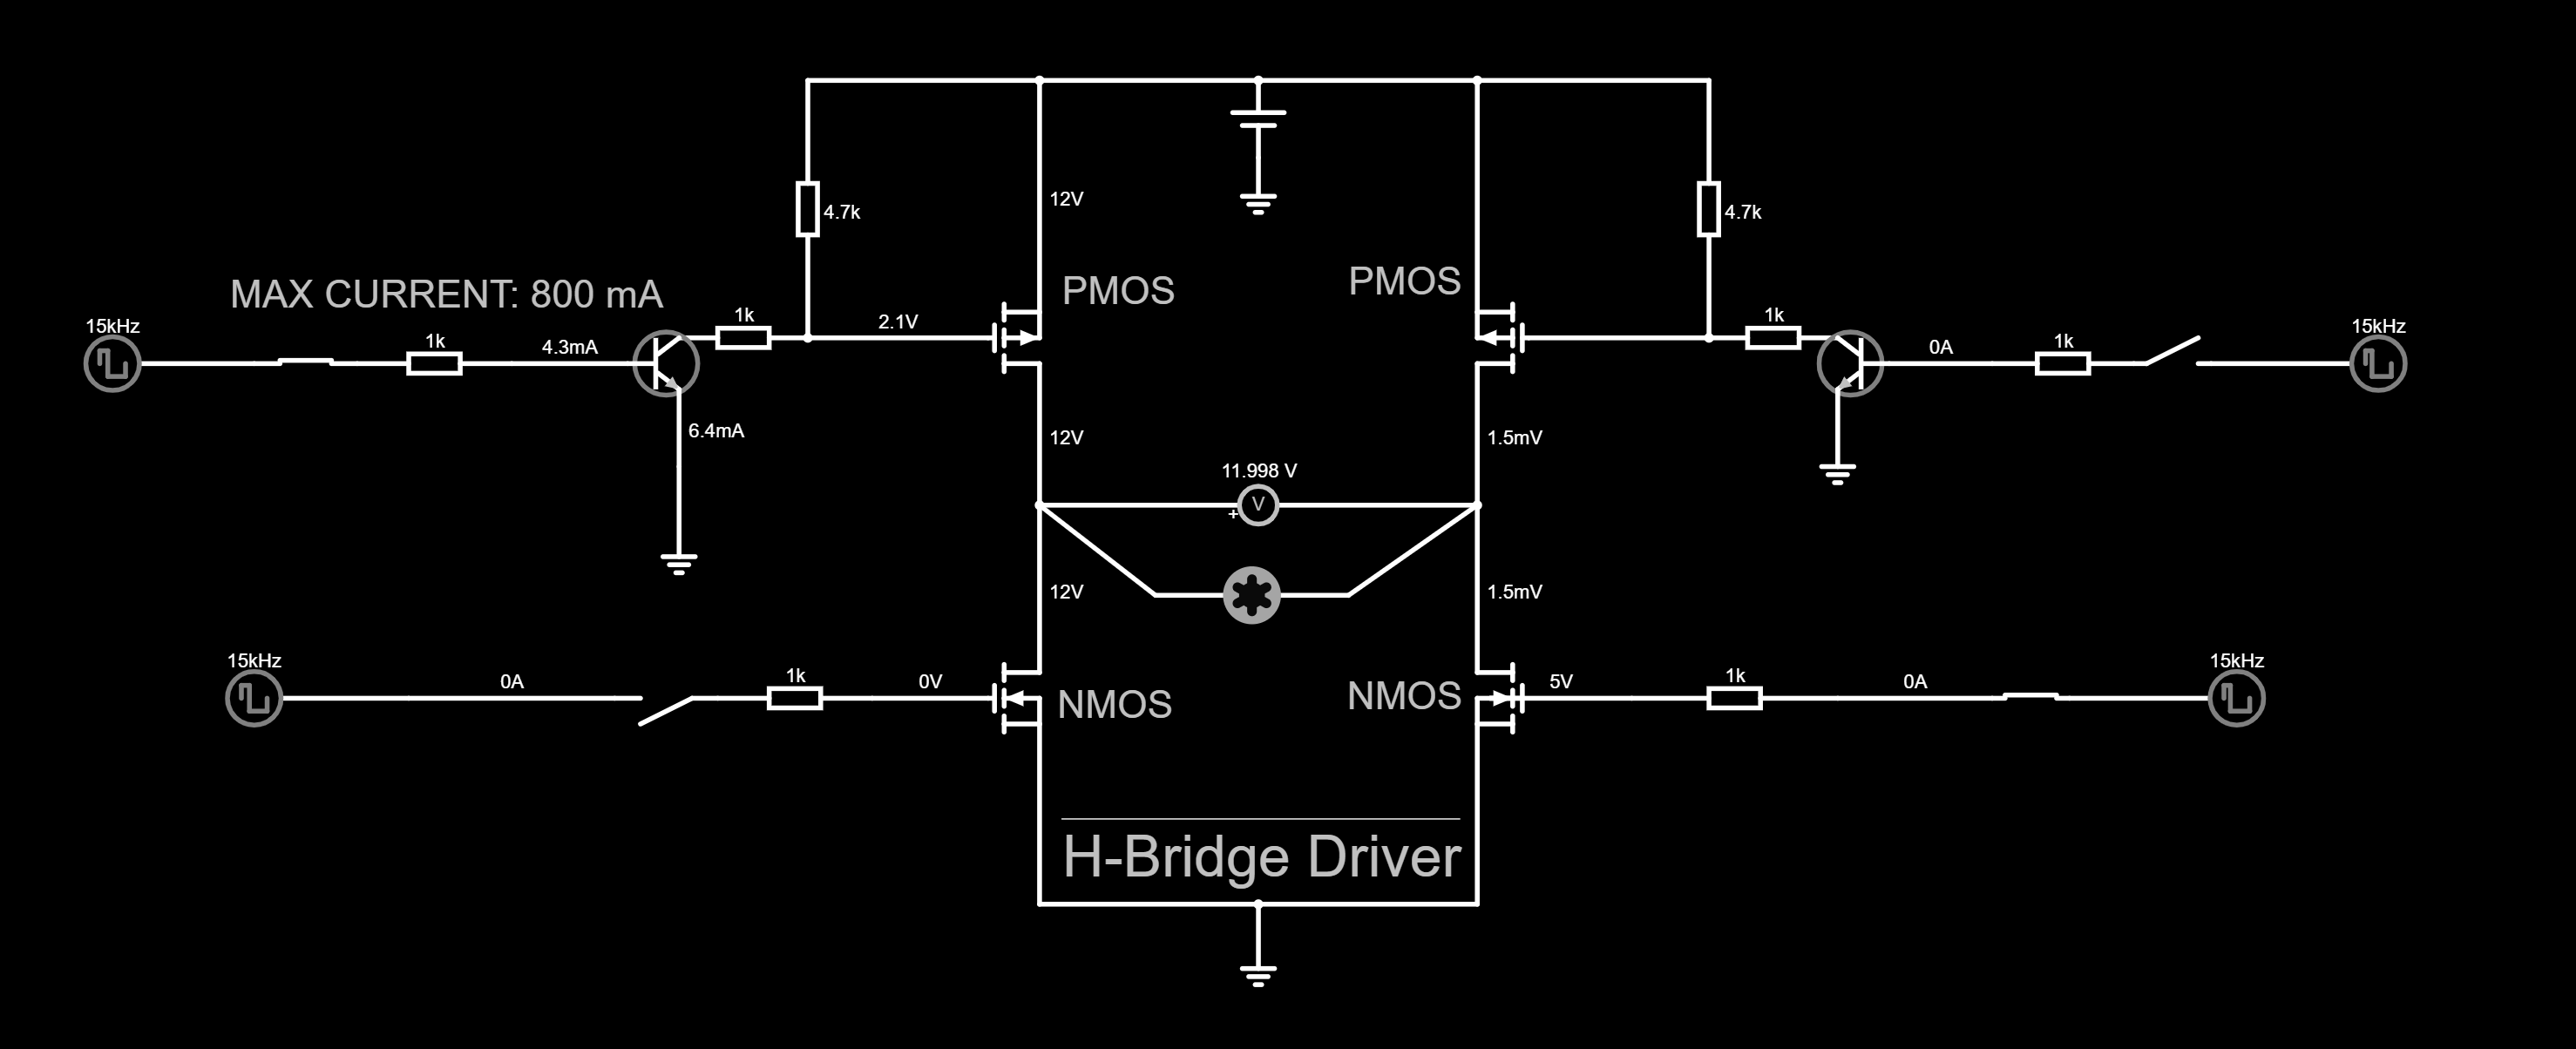 12V
4.7k
4.7k
PMOS
PMOS
MAX CURRENT: 800 mA
15kHz
1k
4.3mA
1k
2.1V
1k
0A
1k
15kHz
6.4mA
12V
1.5mV
11.998 V
V
+
12V
1.5mV
15kHz
0A
1k
0V
NMOS
NMOS
5V
1k
0A
15kHz
H-Bridge Driver